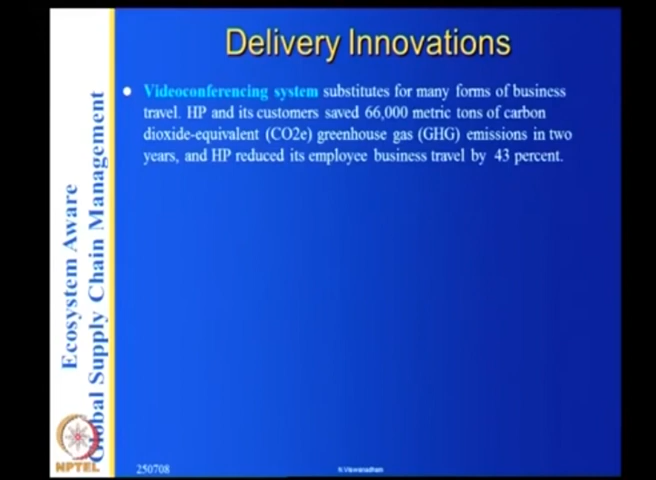 Delivery Innovations
Videoconferencing system substitutes for many forms of business
travel. HP and its customers saved 66,000 metric tons of carbon
dioxide-equivalent (CO2e) greenhouse gas (GHG) emissions in two
years, and HP reduced its employee business travel by 43 percent.
Ecosystem Aware
Global Supply Chain Management
NPTEL
250708
N.Viswanadham